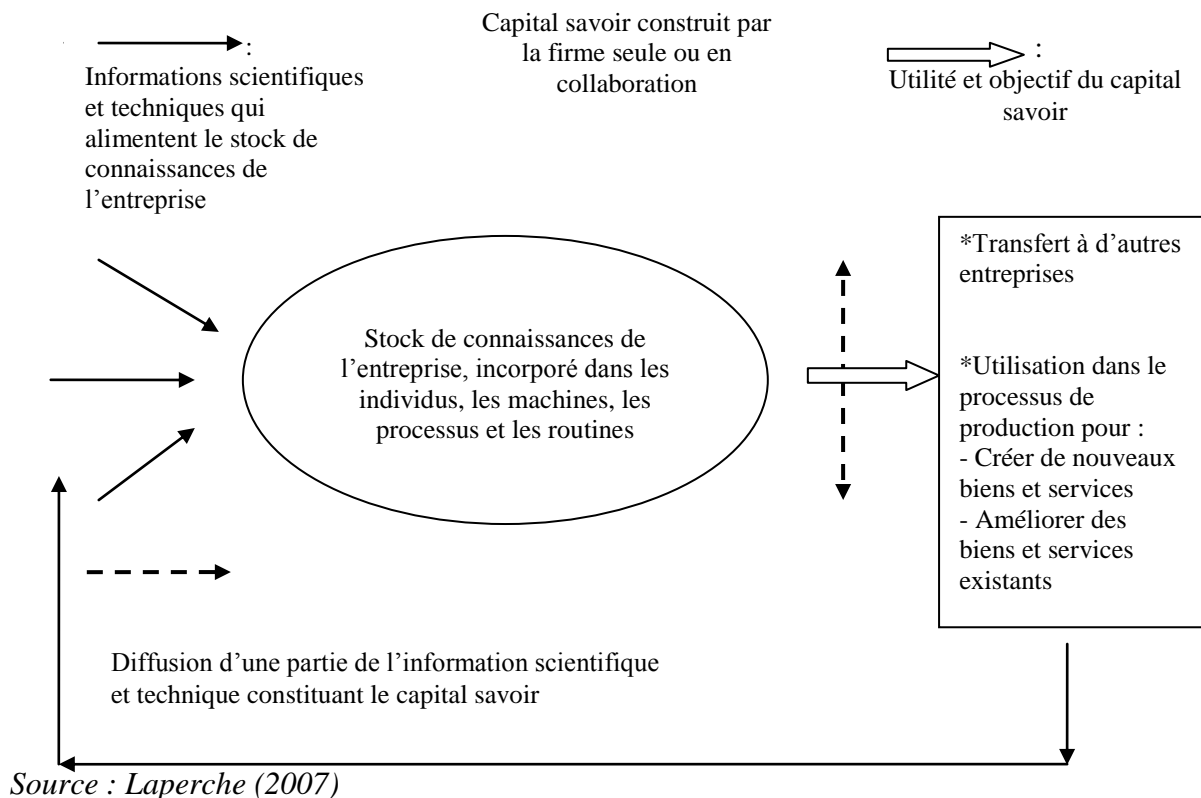 :
Informations scientifiques
et techniques qui
alimentent le stock de
connaissances de
l’entreprise
Capital savoir construit par
la firme seule ou en
collaboration
:
Utilité et objectif du capital
savoir
Stock de connaissances de
l’entreprise, incorporé dans les
individus, les machines, les
processus et les routines
*Transfert à d’autres
entreprises
*Utilisation dans le
processus de
production pour :
- Créer de nouveaux
biens et services
- Améliorer des
biens et services
existants
Diffusion d’une partie de l’information scientifique
et technique constituant le capital savoir
Source : Laperche (2007)